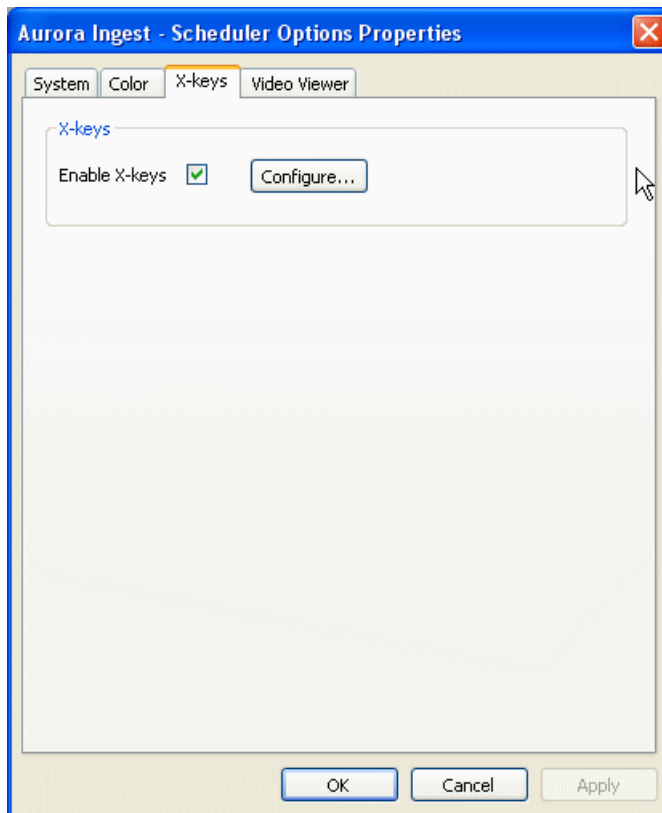 Aurora Ingest - Scheduler Options Properties
System Color X-keys Video Viewer
X-keys
Enable X-keys Configure...
OK Cancel Apply